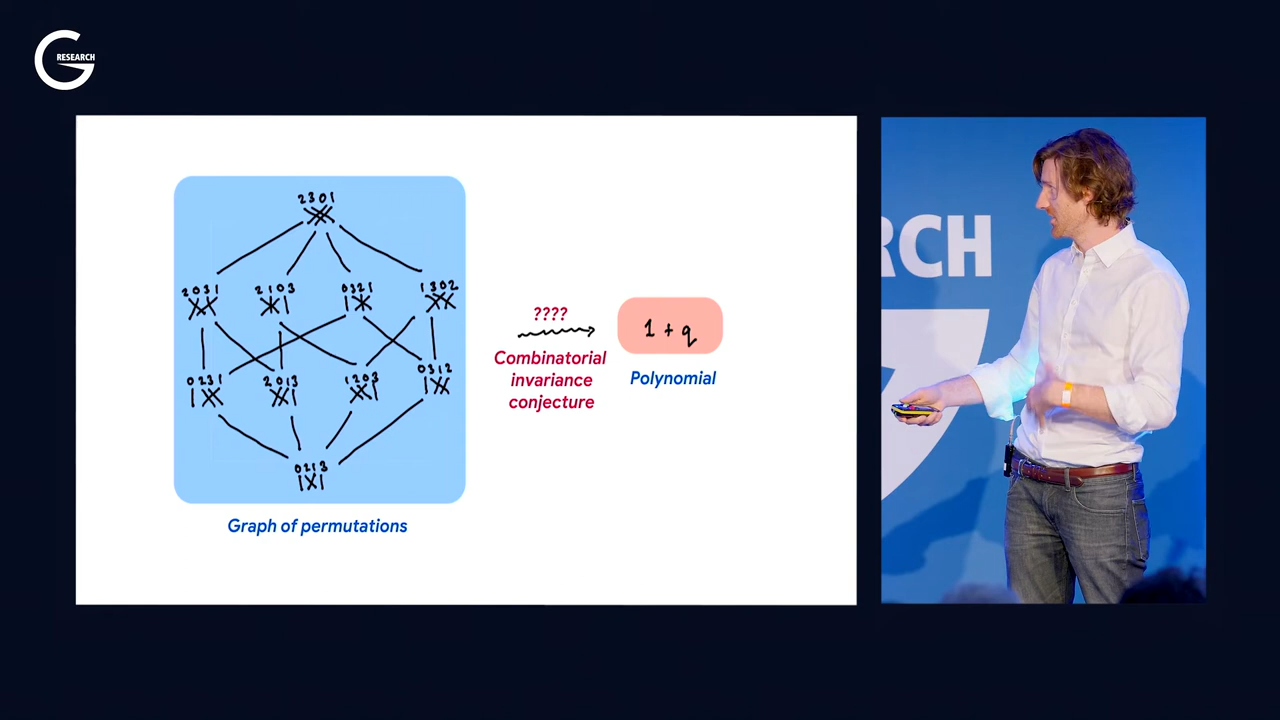 G
RESEARCH
RCH
2301
2031 2103 0321 1302
0231 2013 1203 0312
0213
Graph of permutations
????
Combinatorial
invariance
conjecture
1 + q
Polynomial